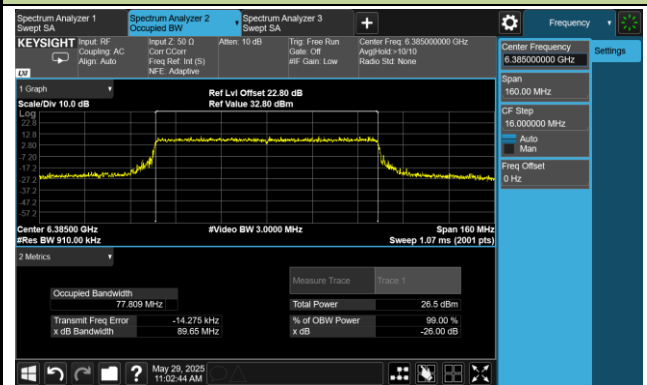 Spectrum Analyzer 1
Swept SA
Spectrum Analyzer 2
Occupied BW
Spectrum Analyzer 3
Swept SA
+
Frequency
KEYSIGHT
LXI
Input: RF
Coupling: AC
Align: Auto
Input Z: 50 Ω
Corr CCorr
Freq Ref: Int (S)
NFE: Adaptive
Atten: 10 dB
Trig: Free Run
Gate: Off
#IF Gain: Low
Center Freq: 6.385000000 GHz
Avg|Hold:>10/10
Radio Std: None
Center Frequency
6.385000000 GHz
Settings
Span
160.00 MHz
CF Step
16.000000 MHz
Auto
Man
Freq Offset
0 Hz
1 Graph
Scale/Div 10.0 dB
Ref Lvl Offset 22.80 dB
Ref Value 32.80 dBm
Log
22.8
12.8
2.80
-7.20
-17.2
-27.2
-37.2
-47.2
-57.2
Center 6.38500 GHz
#Video BW 3.0000 MHz
Span 160 MHz
#Res BW 910.00 kHz
Sweep 1.07 ms (2001 pts)
2 Metrics
Measure Trace
Trace 1
Occupied Bandwidth
77.809 MHz
Total Power
26.5 dBm
Transmit Freq Error
-14.275 kHz
% of OBW Power
99.00 %
x dB Bandwidth
89.65 MHz
x dB
-26.00 dB
?
May 29, 2025
11:02:44 AM